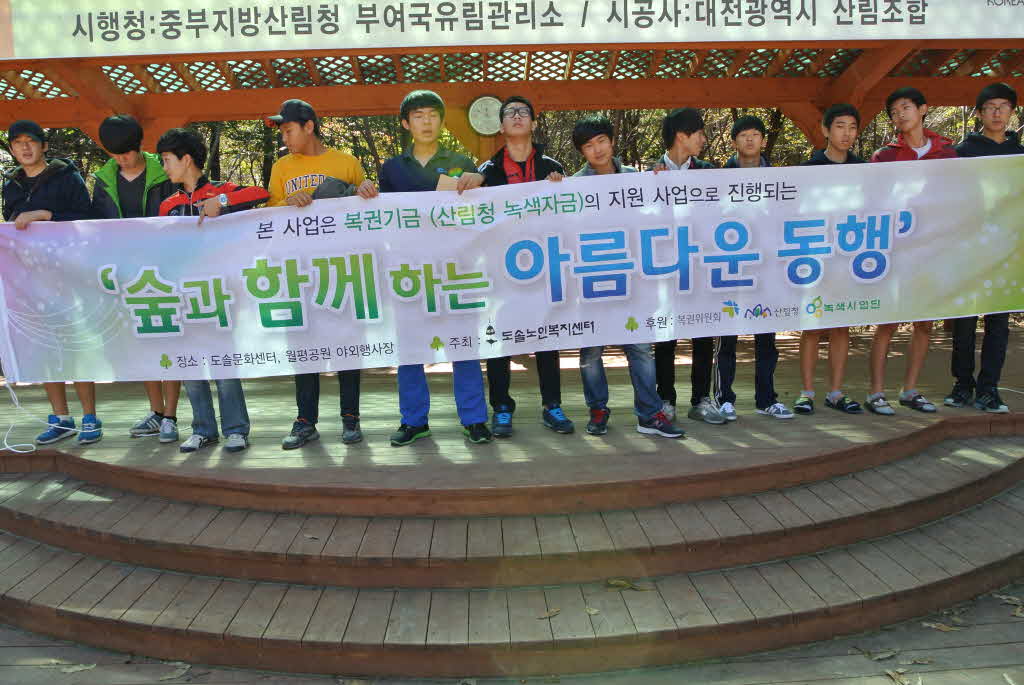 시행청:중부지방산림청 부여국유림관리소 / 시공사:대전광역시 산림조합
KOREA
본 사업은 복권기금 (산림청 녹색자금)의 지원 사업으로 진행되는
‘숲과 함께 하는 아름다운 동행’
장소 : 도솔문화센터, 월평공원 야외행사장 주최 : 도솔노인복지센터 후원 : 복권위원회 산림청 녹색사업단
UNITED